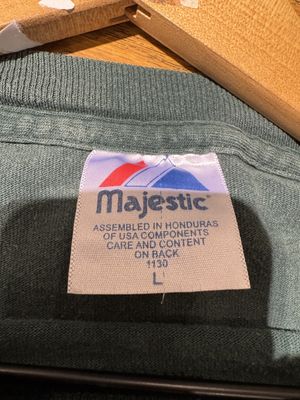 Majestic
ASSEMBLED IN HONDURAS
OF USA COMPONENTS
CARE AND CONTENT
ON BACK
1130
L